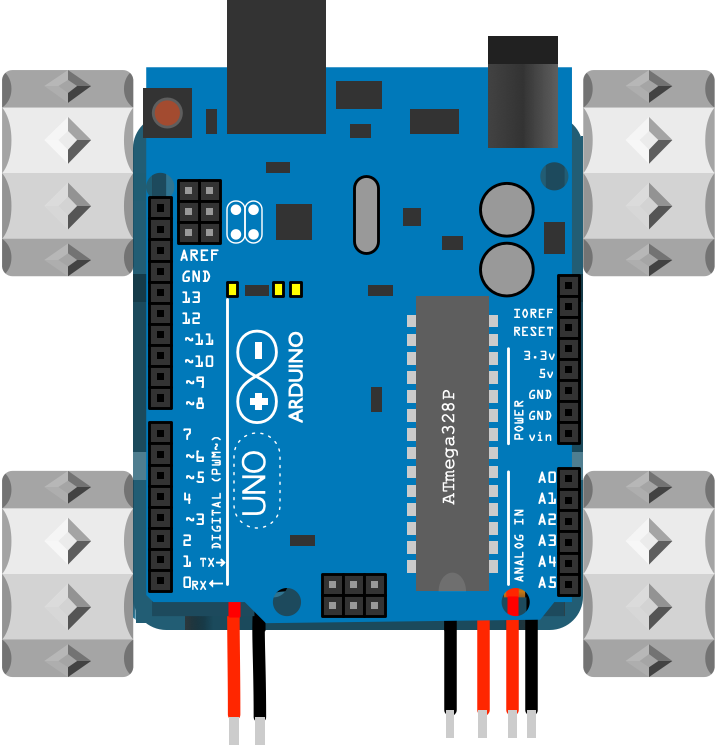 AREF
GND
13
12
~11
~10
~9
~8
7
~6
~5
4
~3
2
1 TX→
0RX←
DIGITAL (PWM~)
ARDUINO
UNO
ATmega328P
IOREF
RESET
3.3v
5v
GND
GND
vin
POWER
A0
A1
A2
A3
A4
A5
ANALOG IN